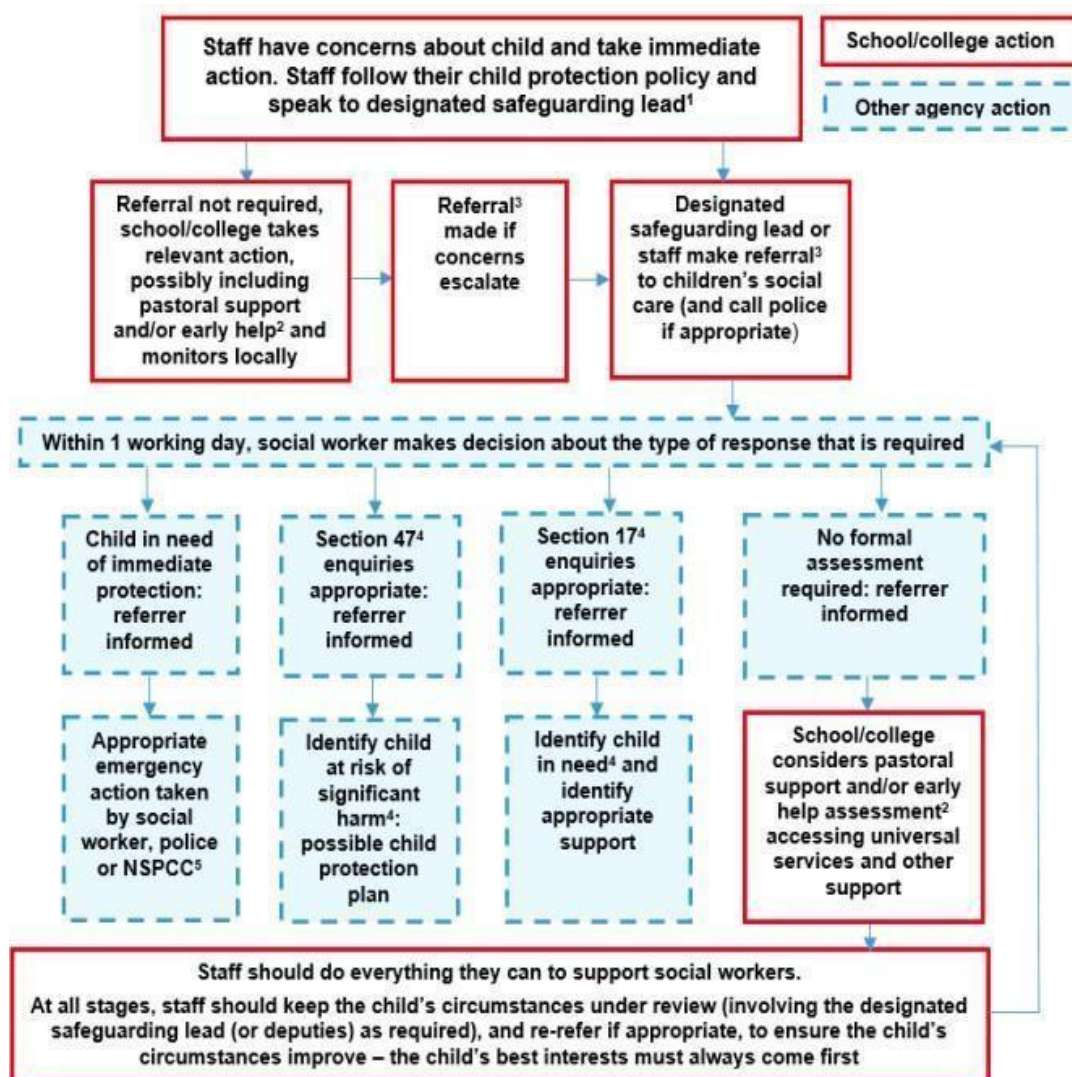 Staff have concerns about child and take immediate
action. Staff follow their child protection policy and
speak to designated safeguarding lead¹
School/college action
Other agency action
Referral not required,
school/college takes
relevant action,
possibly including
pastoral support
and/or early help² and
monitors locally
Referral³
made if
concerns
escalate
Designated
safeguarding lead or
staff make referral³
to children’s social
care (and call police
if appropriate)
Within 1 working day, social worker makes decision about the type of response that is required
Child in need
of immediate
protection:
referrer
informed
Section 47⁴
enquiries
appropriate:
referrer
informed
Section 17⁴
enquiries
appropriate:
referrer
informed
No formal
assessment
required: referrer
informed
Appropriate
emergency
action taken
by social
worker, police
or NSPCC⁵
Identify child
at risk of
significant
harm⁴:
possible child
protection
plan
Identify child
in need⁴ and
identify
appropriate
support
School/college
considers pastoral
support and/or early
help assessment²
accessing universal
services and other
support
Staff should do everything they can to support social workers.
At all stages, staff should keep the child’s circumstances under review (involving the designated
safeguarding lead (or deputies) as required), and re-refer if appropriate, to ensure the child’s
circumstances improve – the child’s best interests must always come first